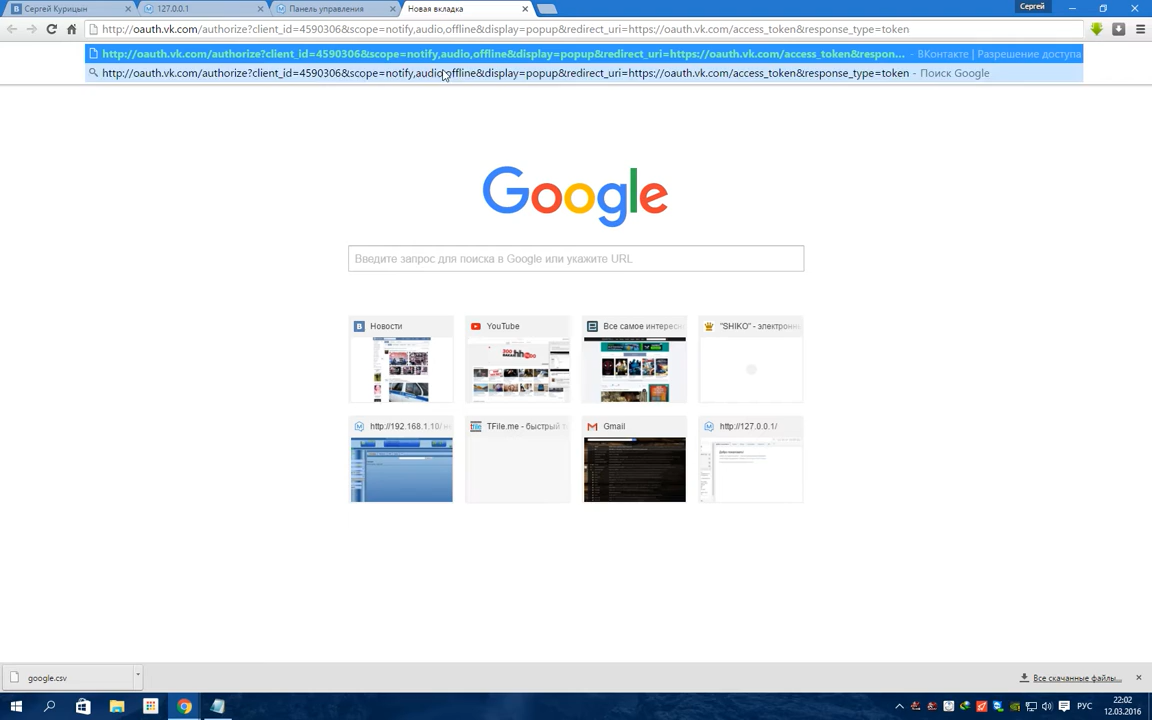 Сергей Курицын
127.0.0.1
Панель управления
Новая вкладка
Сергей
http://oauth.vk.com/authorize?client_id=4590306&scope=notify,audio,offline&display=popup&redirect_uri=https://oauth.vk.com/access_token&response_type=token
http://oauth.vk.com/authorize?client_id=4590306&scope=notify,audio,offline&display=popup&redirect_uri=https://oauth.vk.com/access_token&respon... - ВКонтакте | Разрешение доступа
http://oauth.vk.com/authorize?client_id=4590306&scope=notify,audio,offline&display=popup&redirect_uri=https://oauth.vk.com/access_token&response_type=token - Поиск Google
Google
Введите запрос для поиска в Google или укажите URL
Новости
YouTube
Все самое интересн
"SHIKO" - электронн
http://192.168.1.10/
TFile.me - быстрый
Gmail
http://127.0.0.1/
google.csv
Все скачанные файлы...
РУС
22:02
12.03.2016